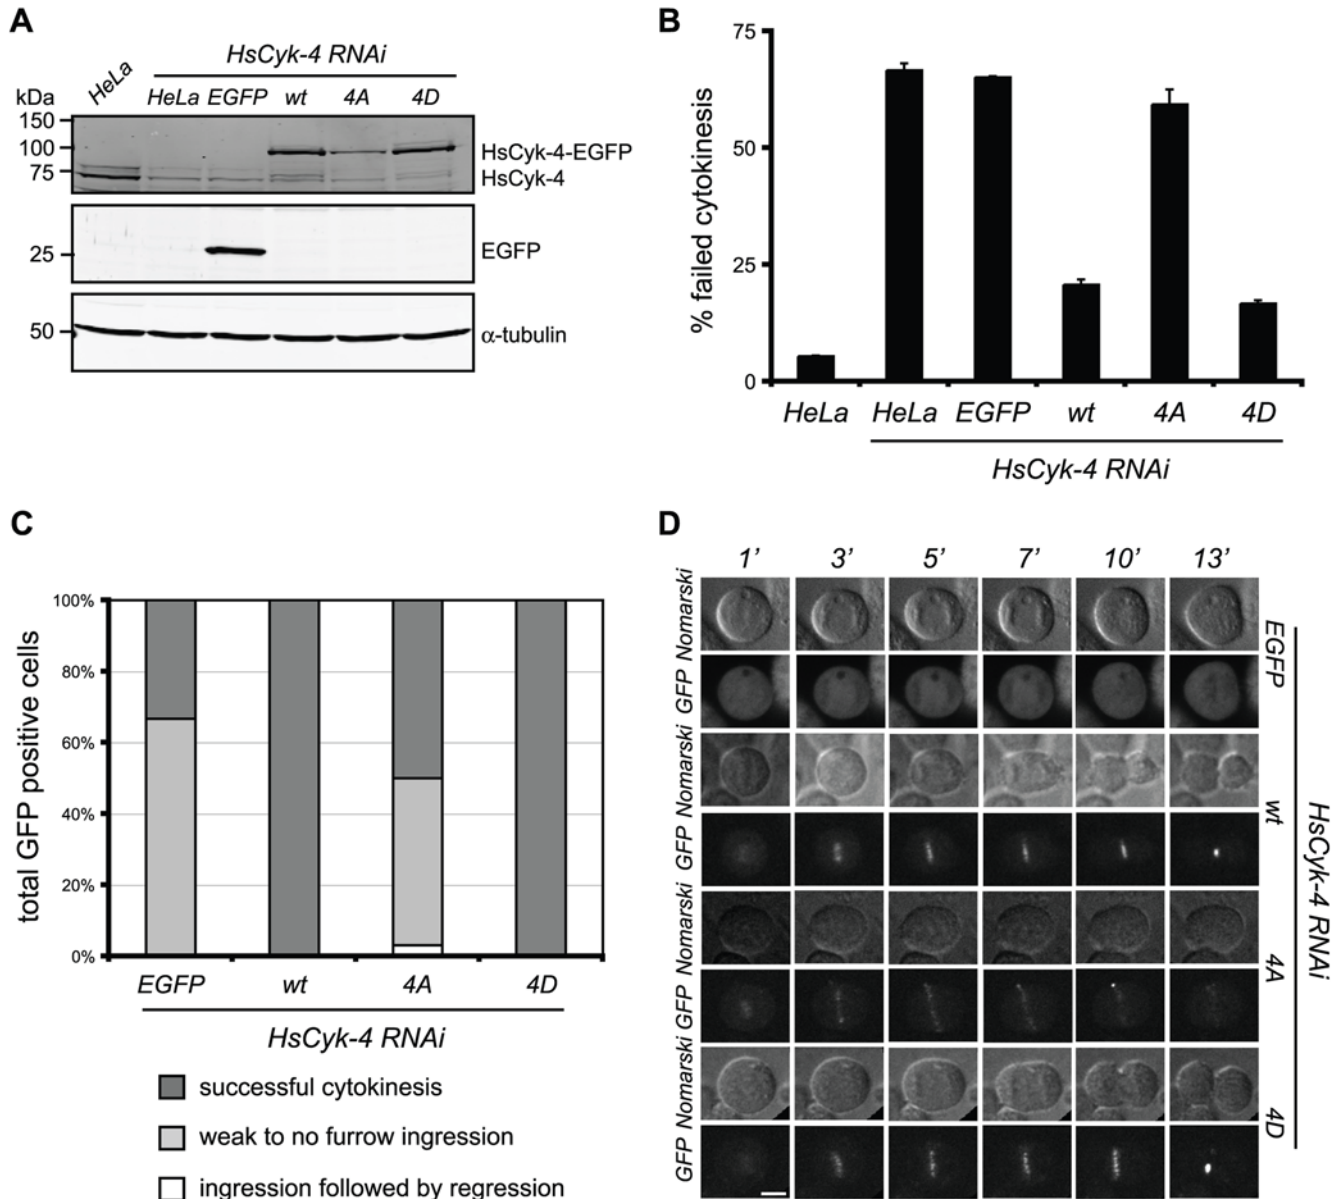 A
HsCyk-4 RNAi
HeLa
kDa
HeLa EGFP wt 4A 4D
150
100
75
HsCyk-4-EGFP
HsCyk-4
25
EGFP
50
α-tubulin
B
75
50
25
0
% failed cytokinesis
HeLa HeLa EGFP wt 4A 4D
HsCyk-4 RNAi
C
100%
80%
60%
40%
20%
0%
total GFP positive cells
EGFP wt 4A 4D
HsCyk-4 RNAi
successful cytokinesis
weak to no furrow ingression
ingression followed by regression
D
1’ 3’ 5’ 7’ 10’ 13’
Nomarski
GFP
EGFP
Nomarski
GFP
wt
Nomarski
GFP
4A
Nomarski
GFP
4D
HsCyk-4 RNAi